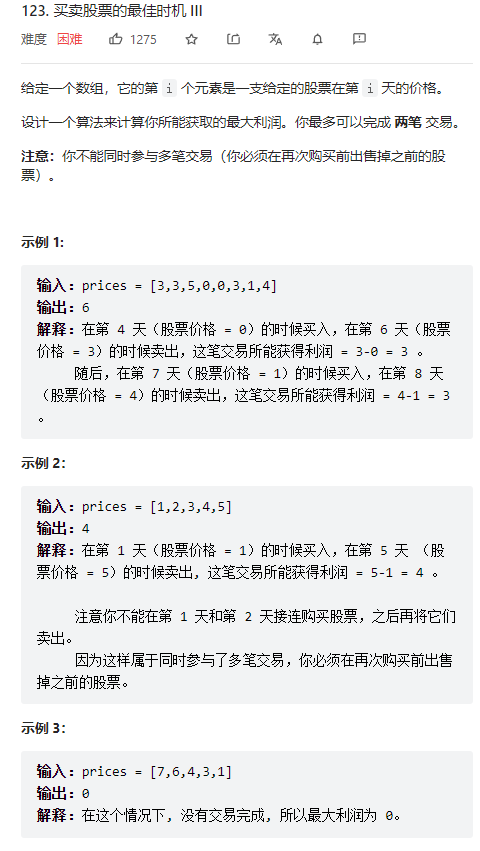 123. 买卖股票的最佳时机 III
难度 困难 1275
给定一个数组，它的第 i 个元素是一支给定的股票在第 i 天的价格。
设计一个算法来计算你所能获取的最大利润。你最多可以完成 两笔 交易。
注意：你不能同时参与多笔交易（你必须在再次购买前出售掉之前的股
票）。
示例 1:
输入：prices = [3,3,5,0,0,3,1,4]
输出：6
解释：在第 4 天（股票价格 = 0）的时候买入，在第 6 天（股票
价格 = 3）的时候卖出，这笔交易所能获得利润 = 3-0 = 3 。
随后，在第 7 天（股票价格 = 1）的时候买入，在第 8 天
（股票价格 = 4）的时候卖出，这笔交易所能获得利润 = 4-1 = 3
。
示例 2：
输入：prices = [1,2,3,4,5]
输出：4
解释：在第 1 天（股票价格 = 1）的时候买入，在第 5 天 （股
票价格 = 5）的时候卖出, 这笔交易所能获得利润 = 5-1 = 4 。
注意你不能在第 1 天和第 2 天接连购买股票，之后再将它们
卖出。
因为这样属于同时参与了多笔交易，你必须在再次购买前出售
掉之前的股票。
示例 3：
输入：prices = [7,6,4,3,1]
输出：0
解释：在这个情况下, 没有交易完成, 所以最大利润为 0。